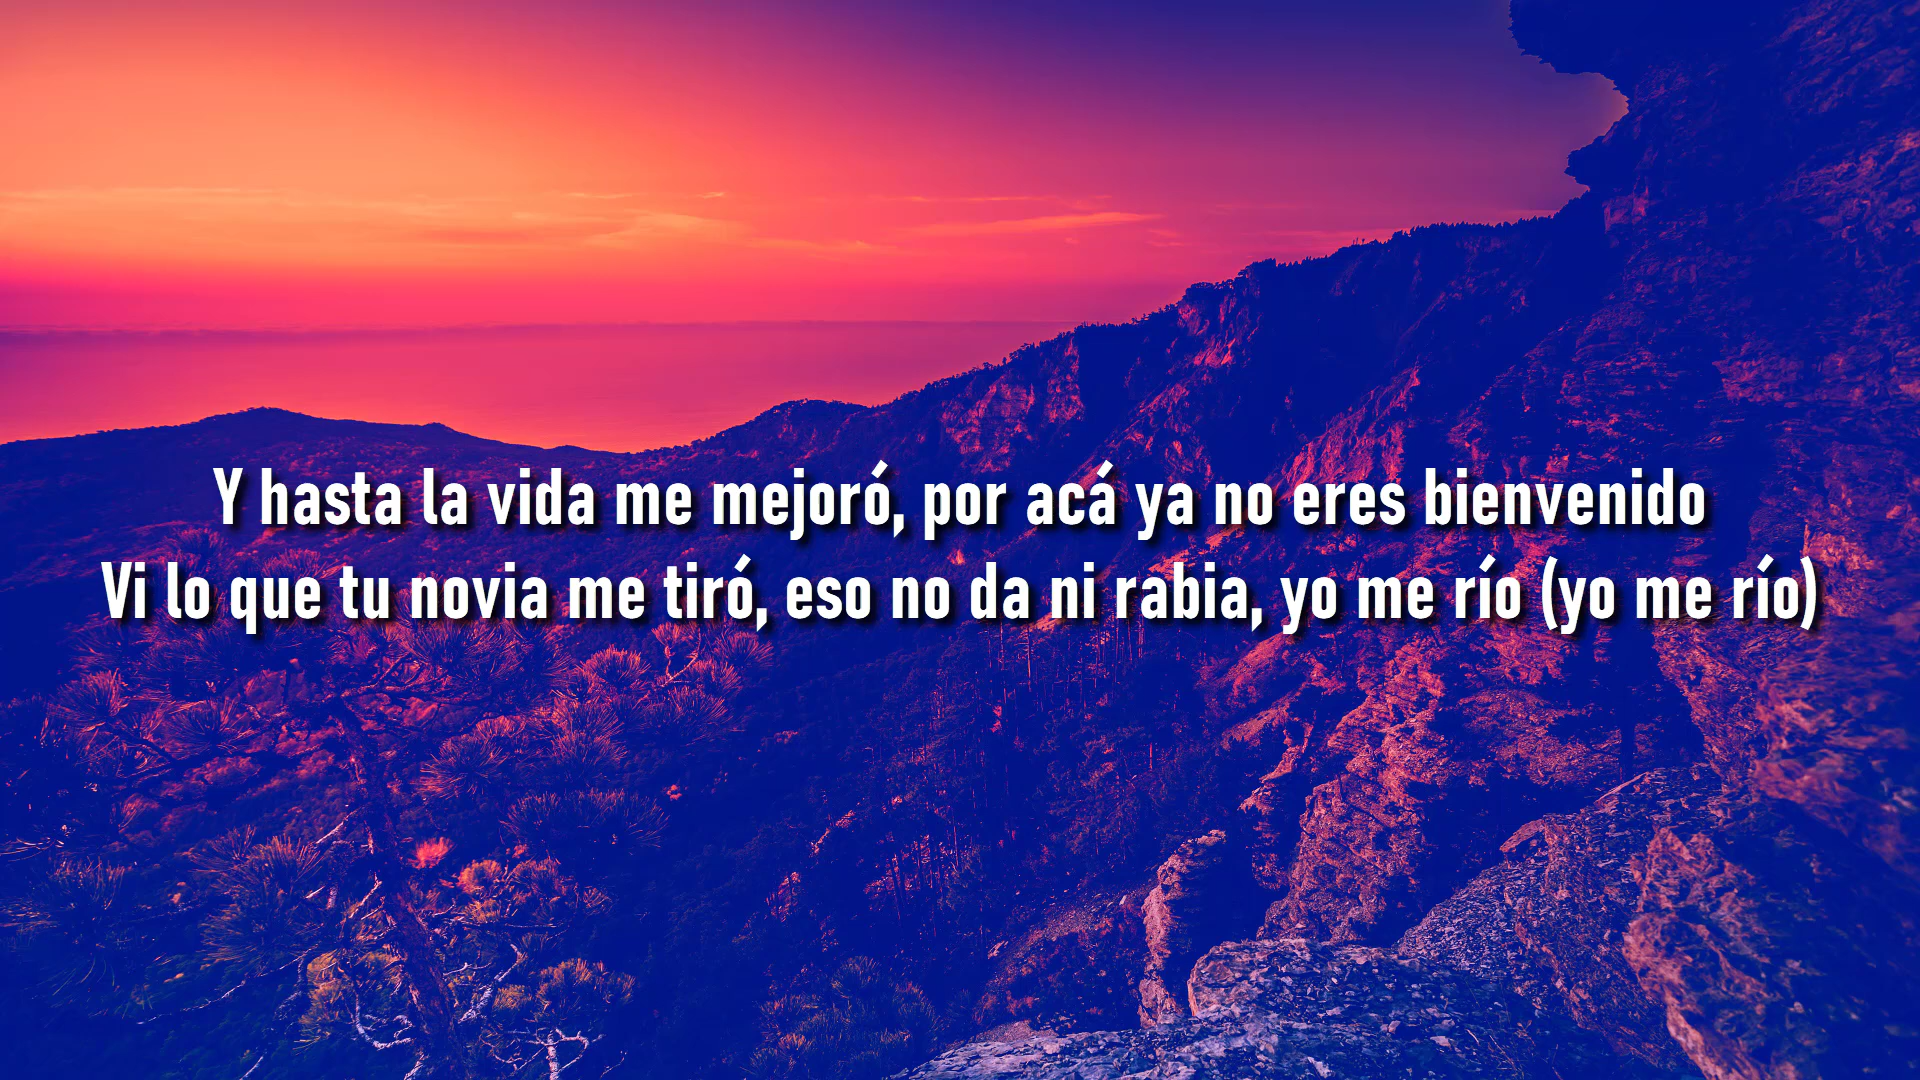 Y hasta la vida me mejoró, por acá ya no eres bienvenido
Vi lo que tu novia me tiró, eso no da ni rabia, yo me río (yo me río)